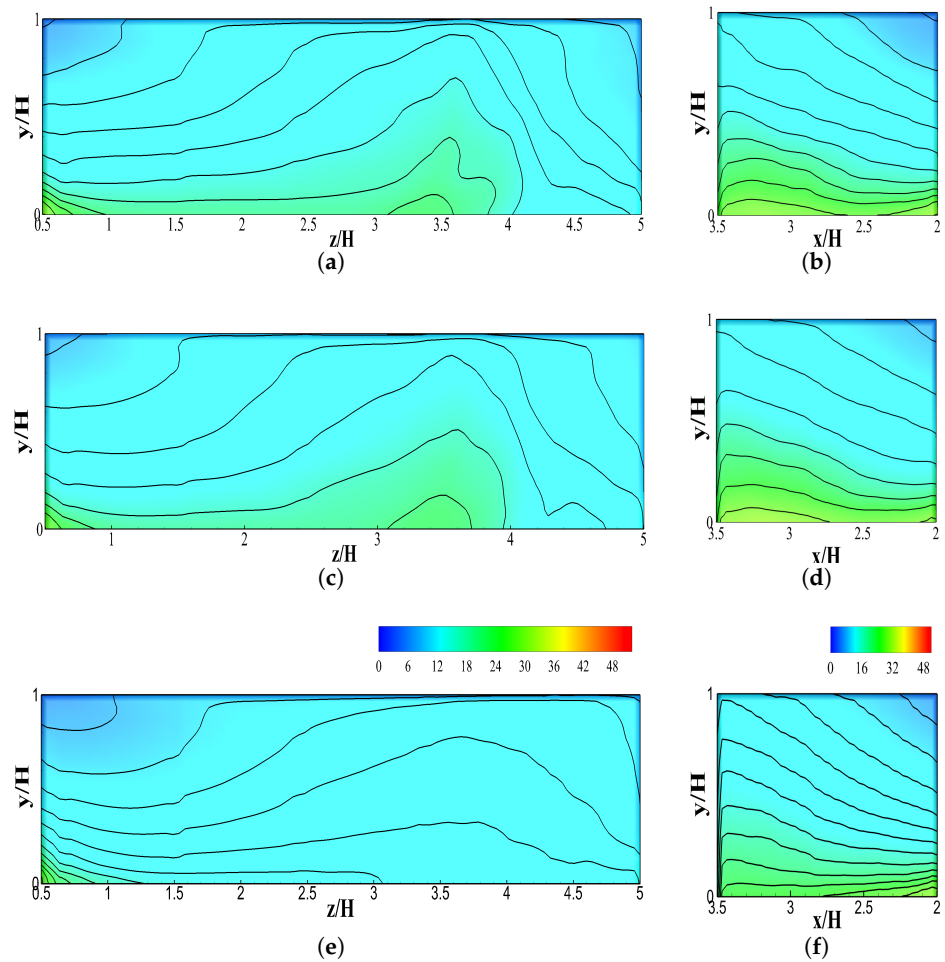 1
y/H
0
0.5 1 1.5 2 2.5 3 3.5 4 4.5 5
z/H
(a)
1
y/H
0
3.5 3 2.5 2
x/H
(b)
1
y/H
0
1 2 3 4 5
z/H
(c)
1
y/H
0
3.5 3 2.5 2
x/H
(d)
0 6 12 18 24 30 36 42 48
0 16 32 48
1
y/H
0
0.5 1 1.5 2 2.5 3 3.5 4 4.5 5
z/H
(e)
1
y/H
0
3.5 3 2.5 2
x/H
(f)